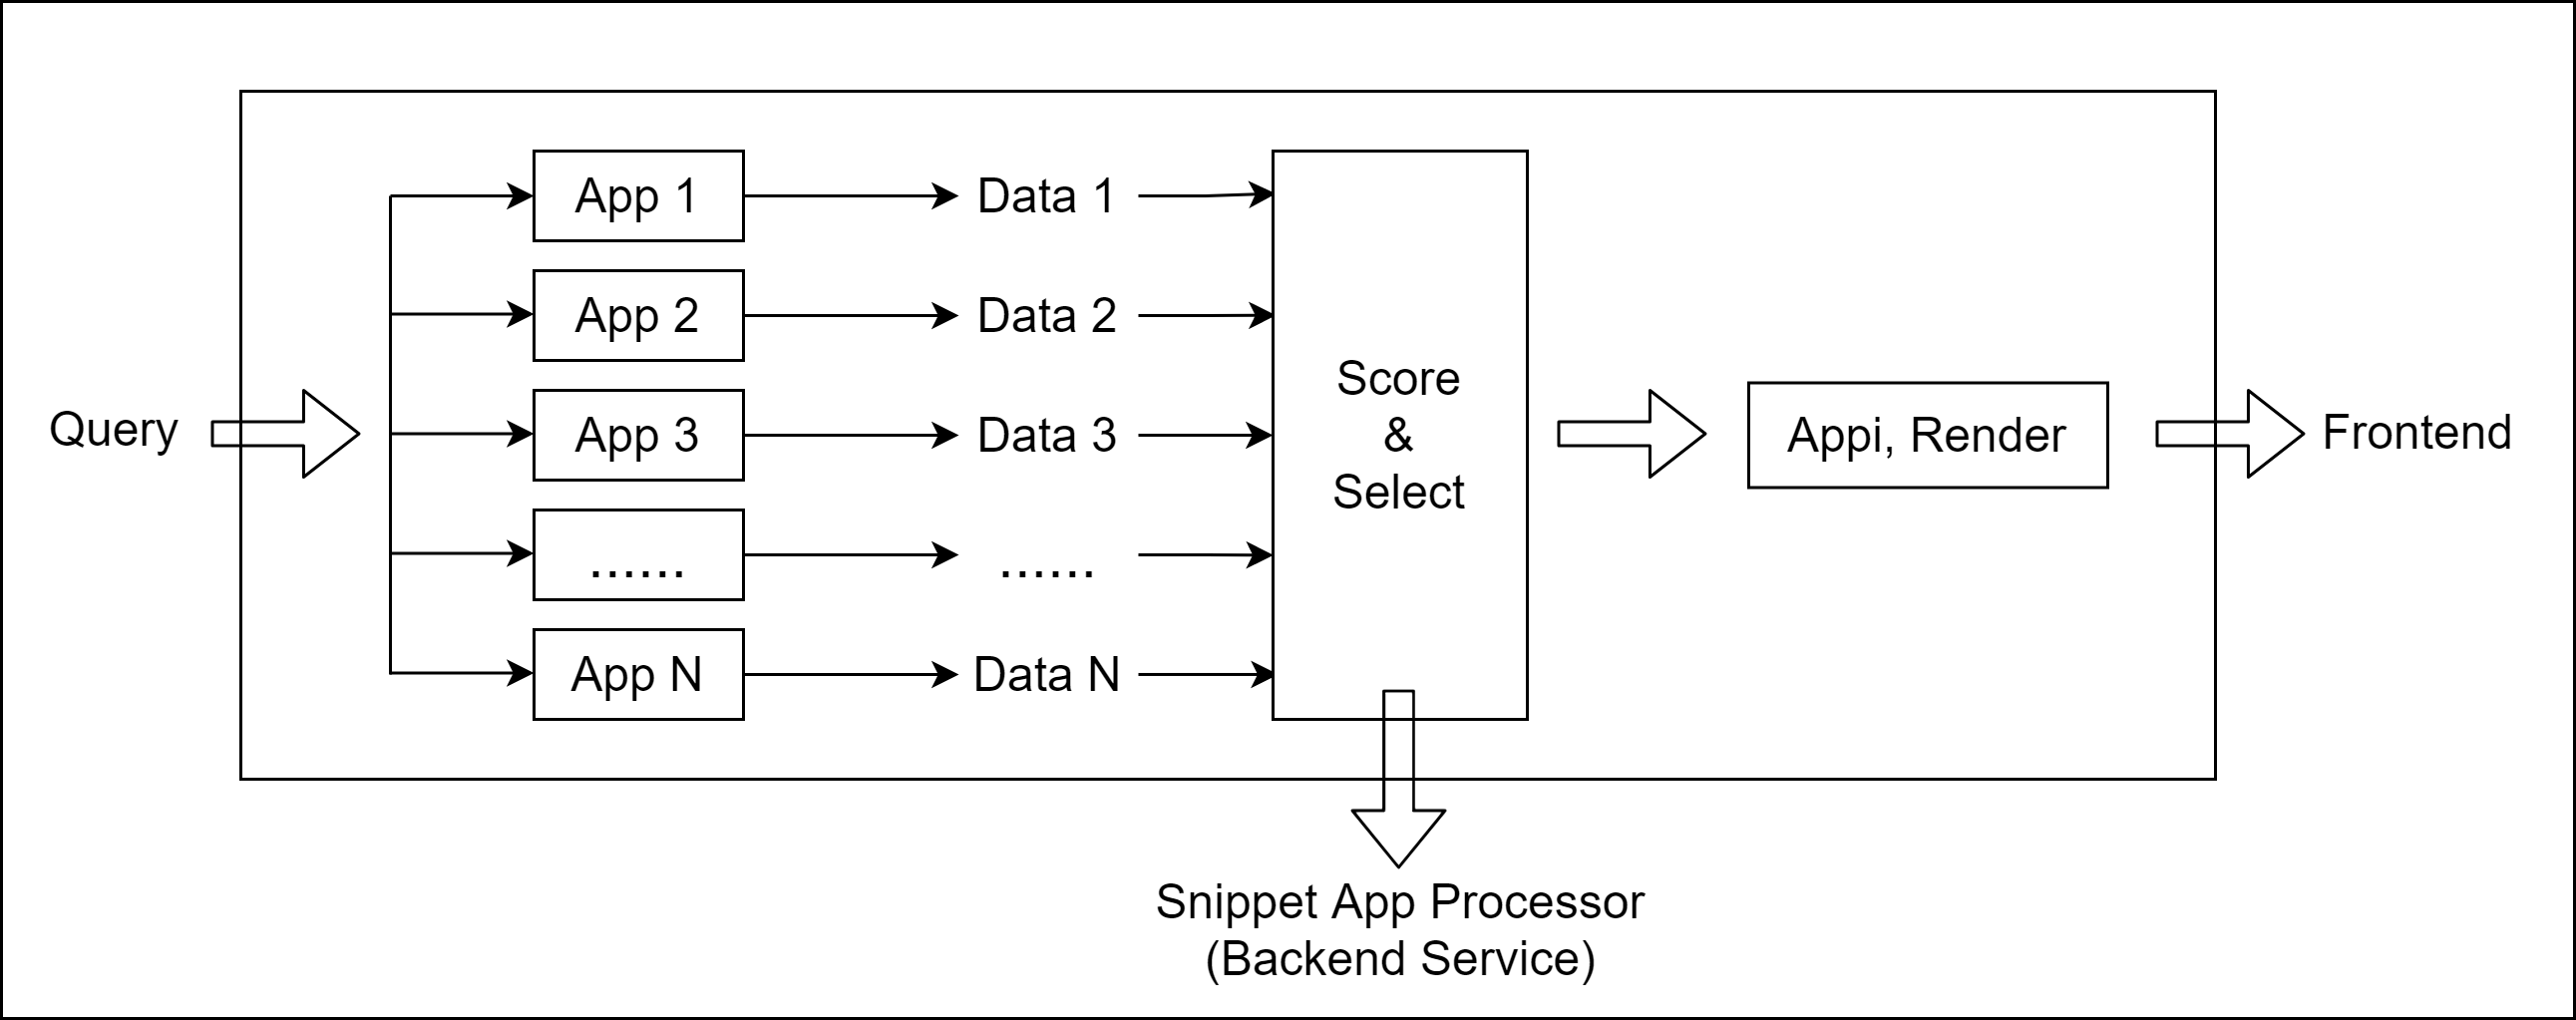 Query
App 1
Data 1
App 2
Data 2
App 3
Data 3
......
......
App N
Data N
Score
&
Select
Appi, Render
Frontend
Snippet App Processor
(Backend Service)